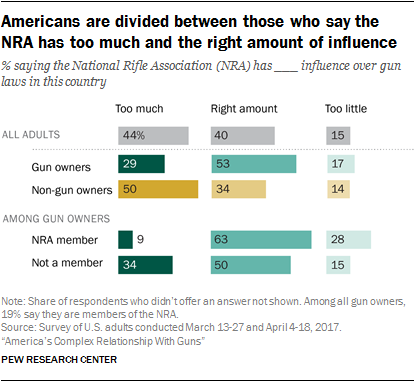 Americans are divided between those who say the
NRA has too much and the right amount of influence
% saying the National Rifle Association (NRA) has ____ influence over gun
laws in this country
Too much Right amount Too little
ALL ADULTS 44% 40 15
Gun owners 29 53 17
Non-gun owners 50 34 14
AMONG GUN OWNERS
NRA member 9 63 28
Not a member 34 50 15
Note: Share of respondents who didn't offer an answer not shown. Among all gun owners,
19% say they are members of the NRA.
Source: Survey of U.S. adults conducted March 13-27 and April 4-18, 2017.
"America's Complex Relationship With Guns"
PEW RESEARCH CENTER